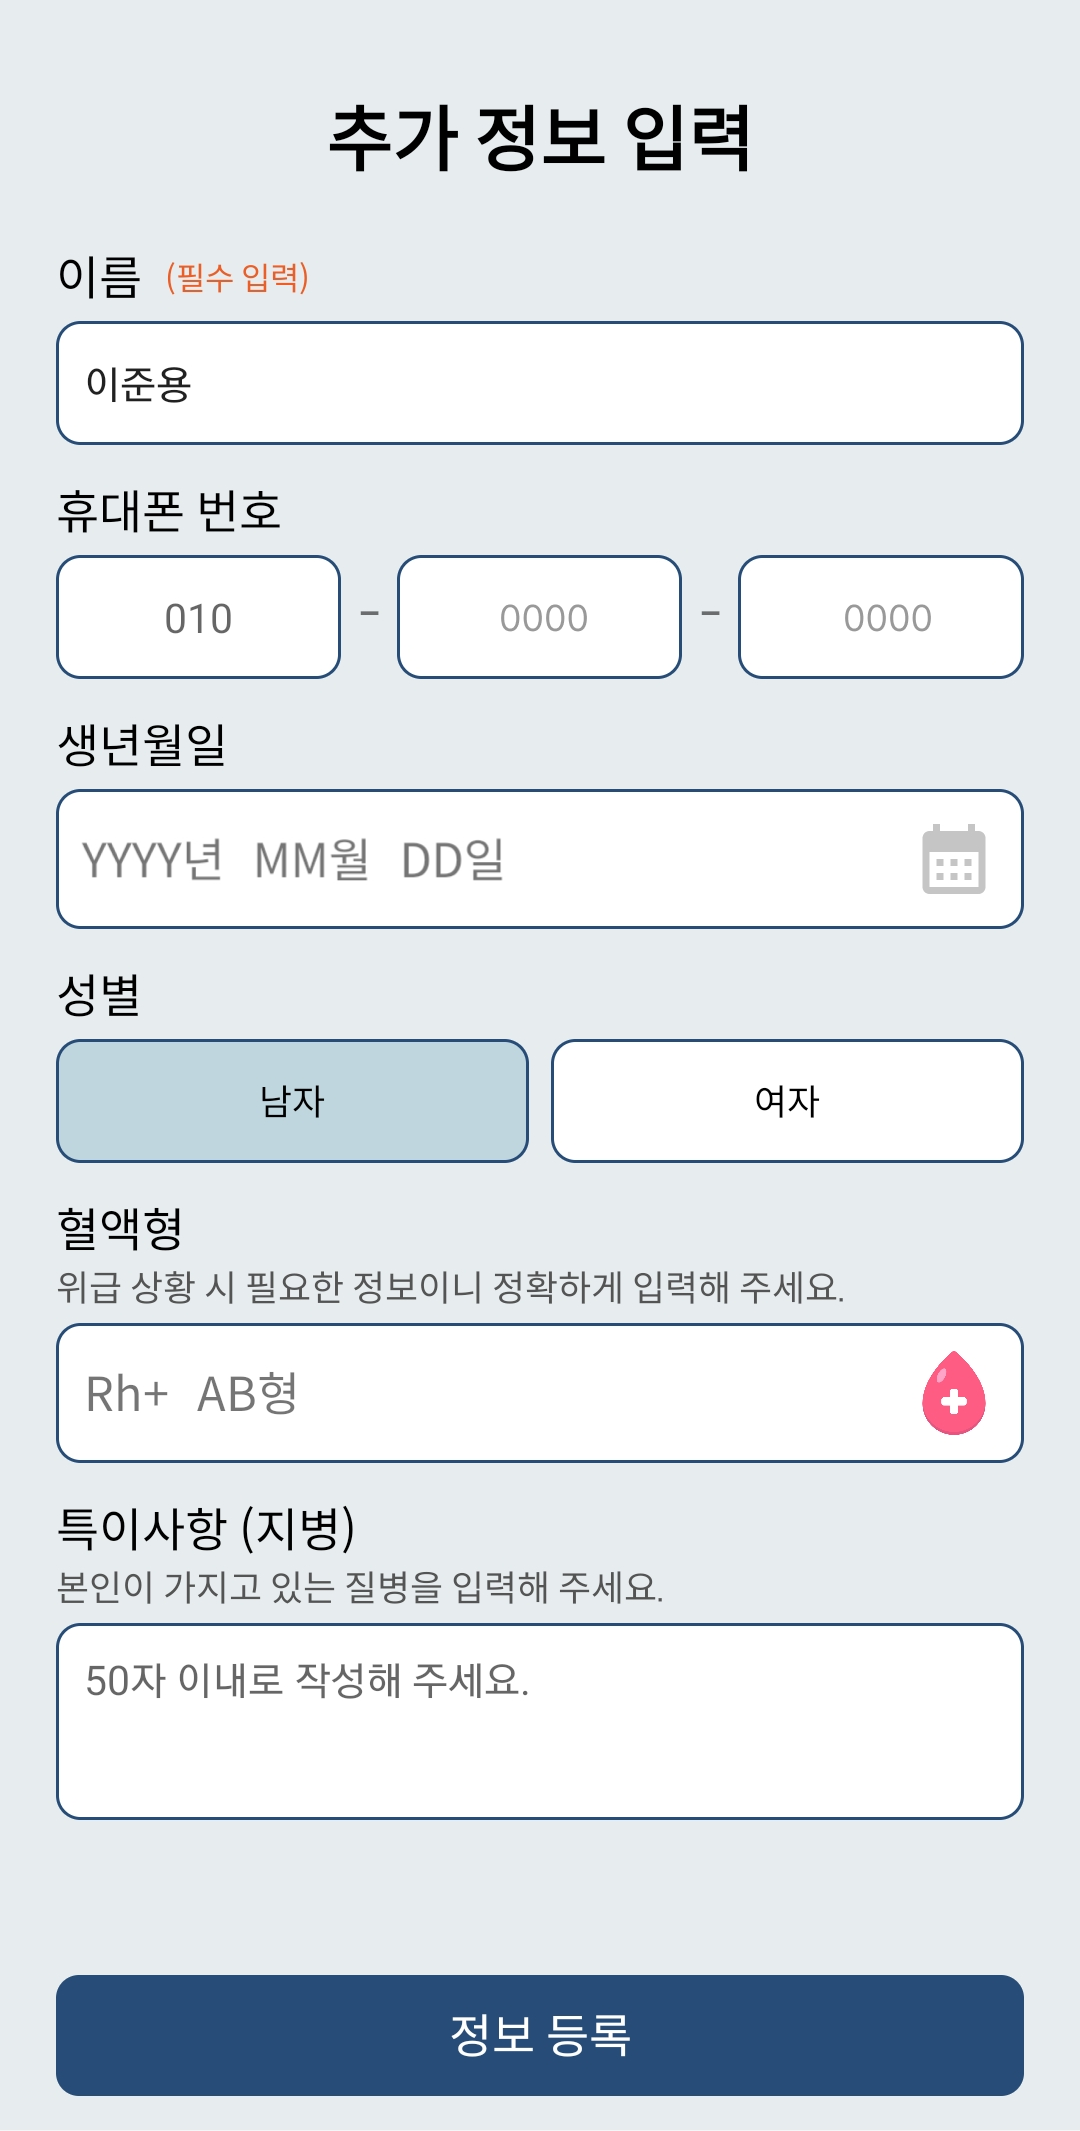 추가 정보 입력
이름 (필수 입력)
이준용
휴대폰 번호
010 - 0000 - 0000
생년월일
YYYY년 MM월 DD일
성별
남자 여자
혈액형
위급 상황 시 필요한 정보이니 정확하게 입력해 주세요.
Rh+ AB형
특이사항 (지병)
본인이 가지고 있는 질병을 입력해 주세요.
50자 이내로 작성해 주세요.
정보 등록